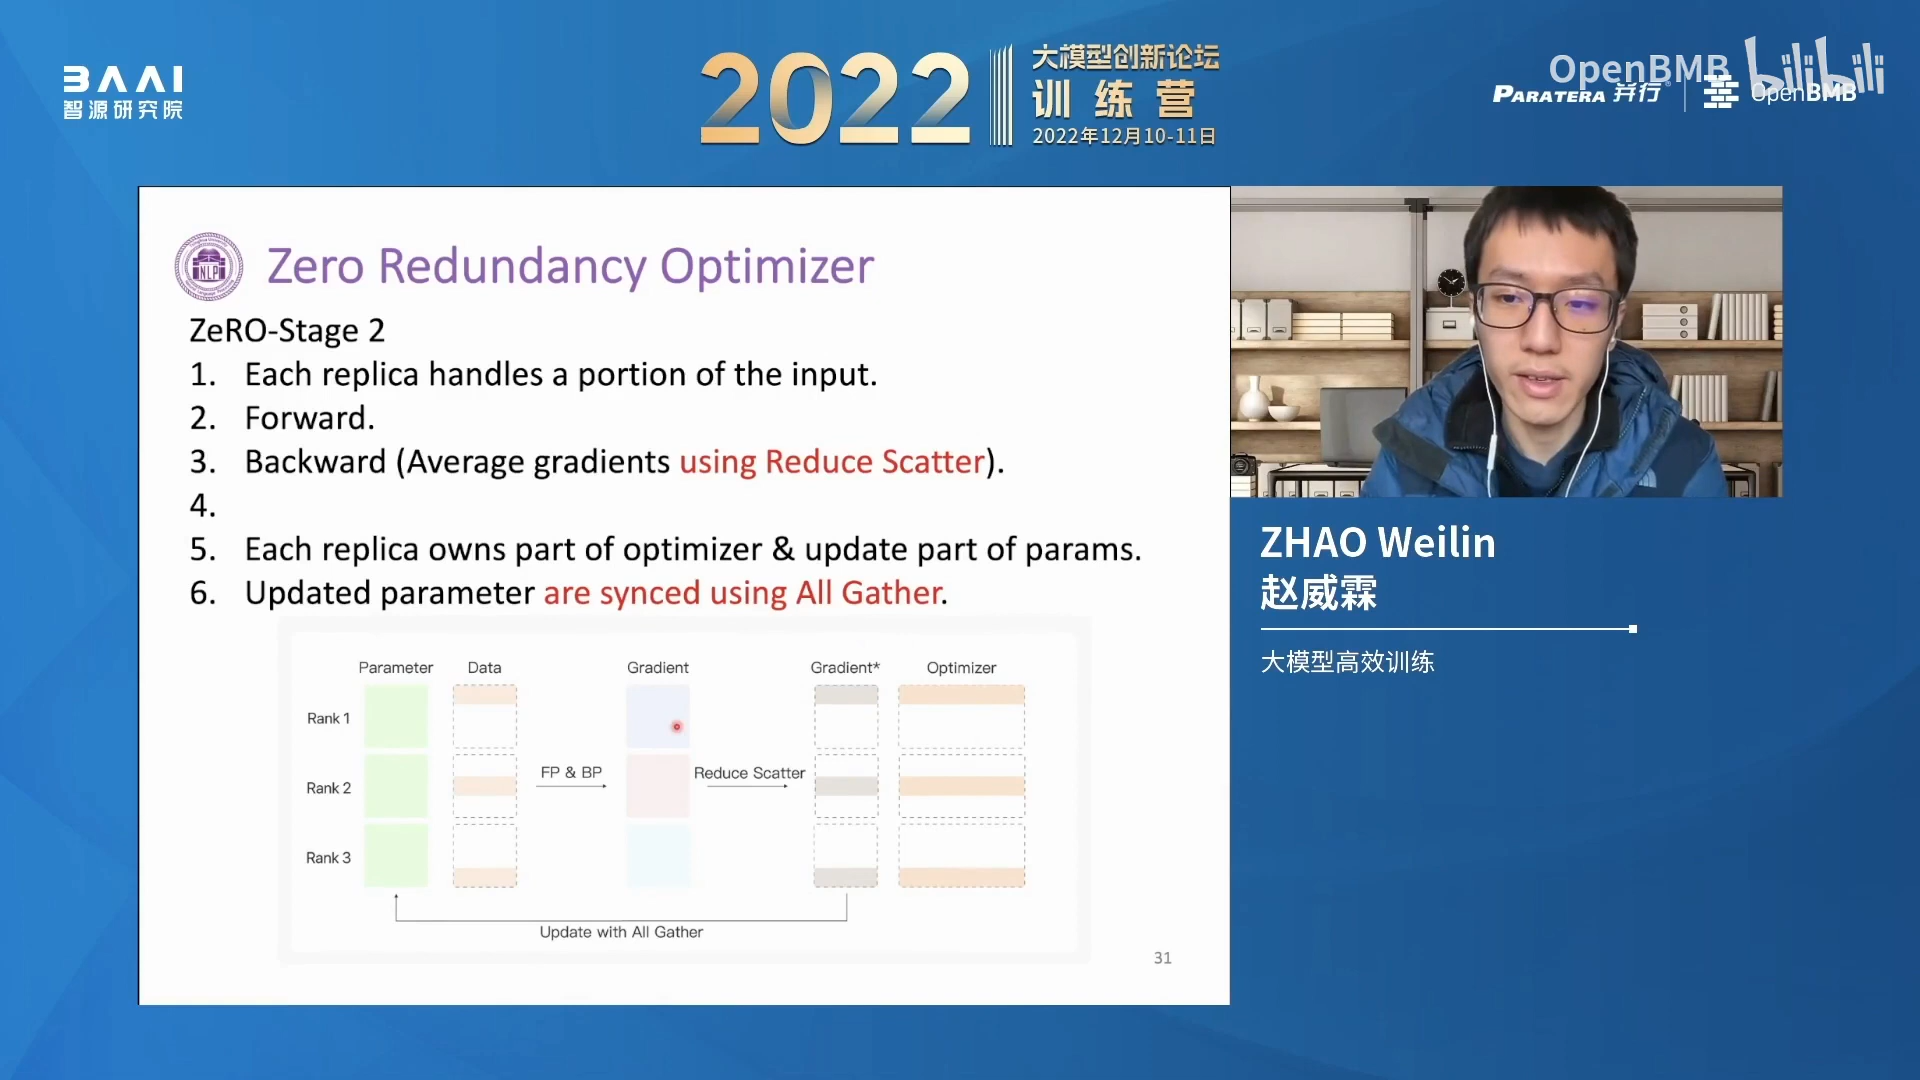 BAAI
智源研究院
2022
大模型创新论坛
训练营
2022年12月10-11日
OpenBMB
bilibili
PARATERA 并行
OpenBMB
NLP
Zero Redundancy Optimizer
ZeRO-Stage 2
1. Each replica handles a portion of the input.
2. Forward.
3. Backward (Average gradients using Reduce Scatter).
4.
5. Each replica owns part of optimizer & update part of params.
6. Updated parameter are synced using All Gather.
Parameter Data Gradient Gradient* Optimizer
Rank 1
FP & BP Reduce Scatter
Rank 2
Rank 3
Update with All Gather
31
ZHAO Weilin
赵威霖
大模型高效训练